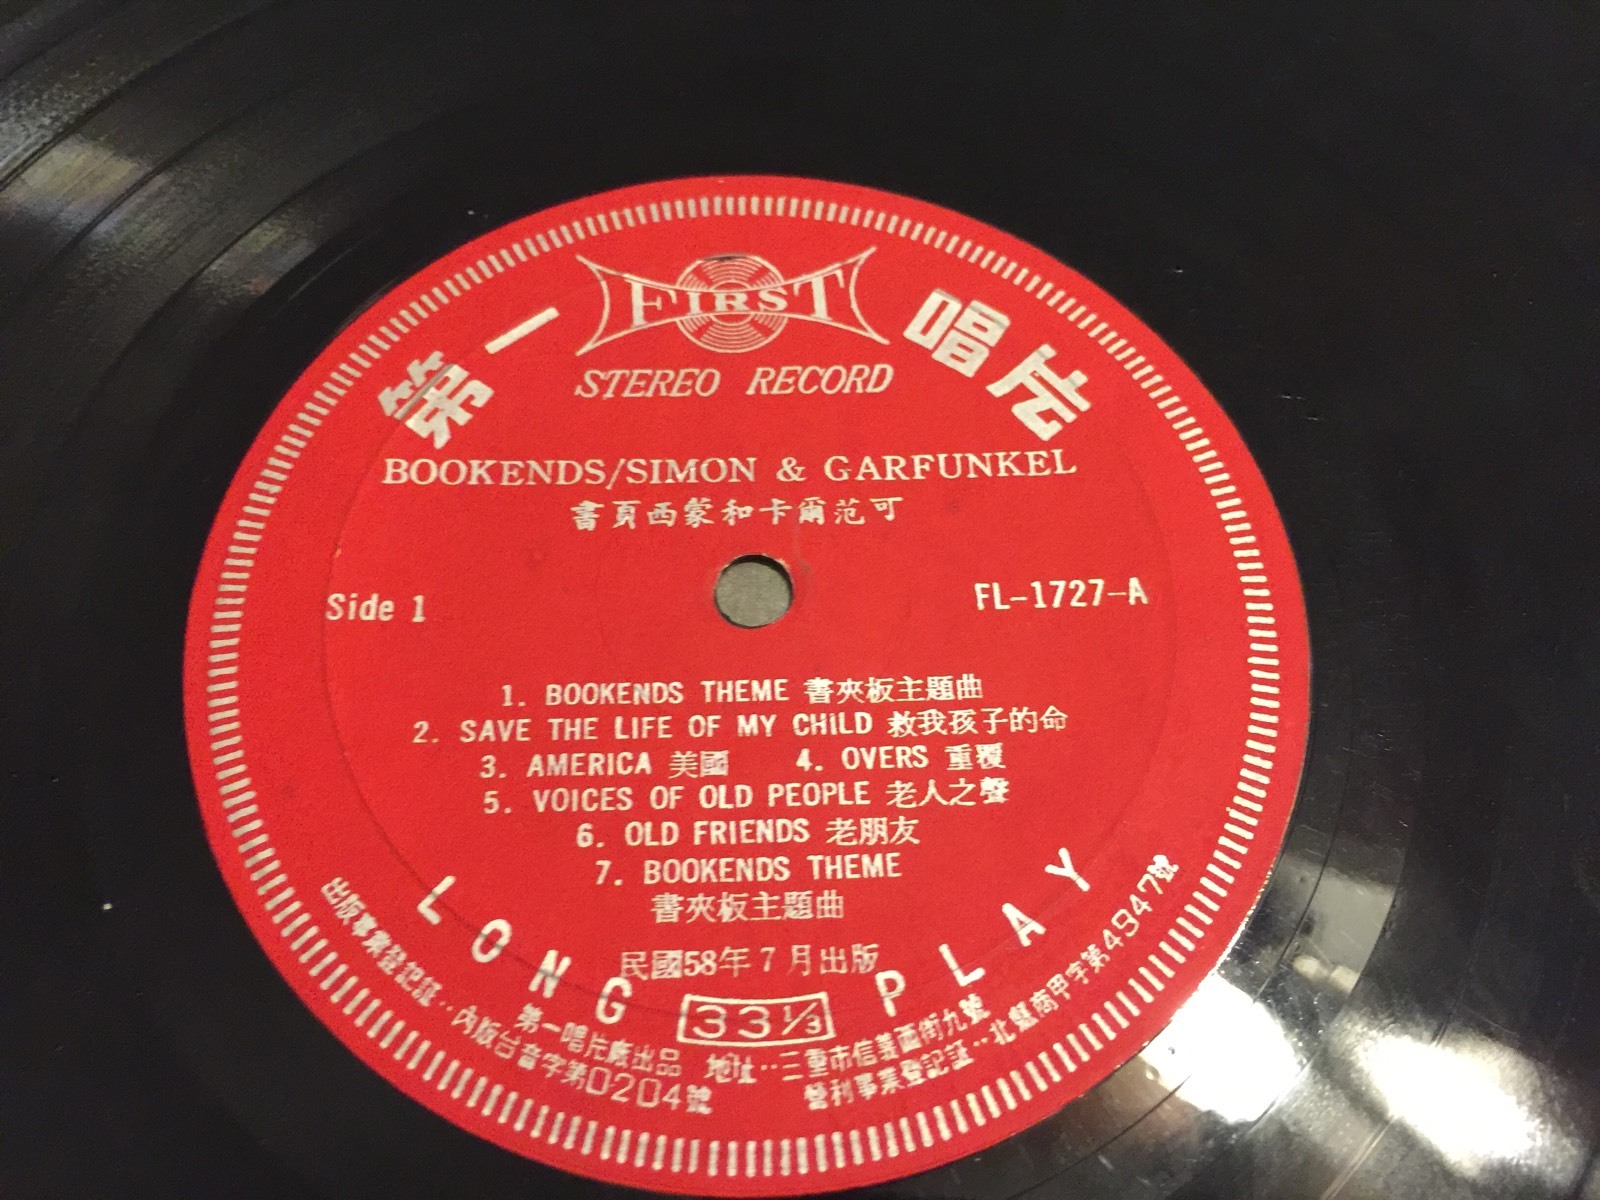 第一唱片
FIRST
STEREO RECORD
BOOKENDS/SIMON & GARFUNKEL
書頁西蒙和卡爾范可
Side 1
FL-1727-A
1. BOOKENDS THEME 書夾板主題曲
2. SAVE THE LIFE OF MY CHILD 救我孩子的命
3. AMERICA 美國 4. OVERS 重覆
5. VOICES OF OLD PEOPLE 老人之聲
6. OLD FRIENDS 老朋友
7. BOOKENDS THEME
書夾板主題曲
民國58年7月出版
LONG 33⅓ PLAY
第一唱片廠出品 地址‥三重市信義西街九號
出版事業登記証‥內版台音字第0204號
營利事業登記証‥北縣商甲字第4947號